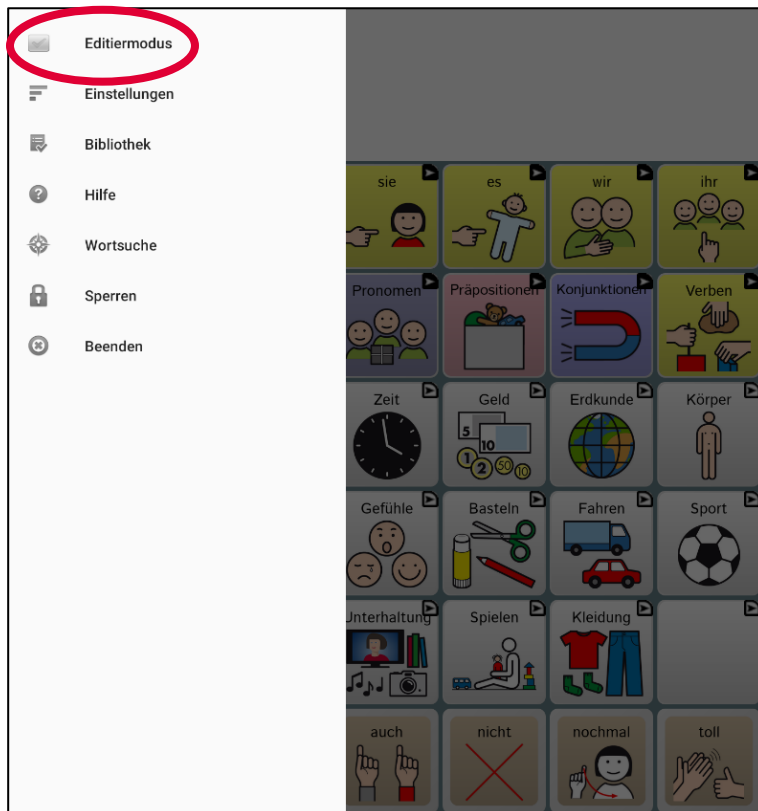 Editiermodus
Einstellungen
Bibliothek
Hilfe
Wortsuche
Sperren
Beenden
sie es wir ihr
Pronomen Präpositionen Konjunktionen Verben
Zeit Geld Erdkunde Körper
5
10
1 2 50 10
Gefühle Basteln Fahren Sport
Unterhaltung Spielen Kleidung
auch nicht nochmal toll